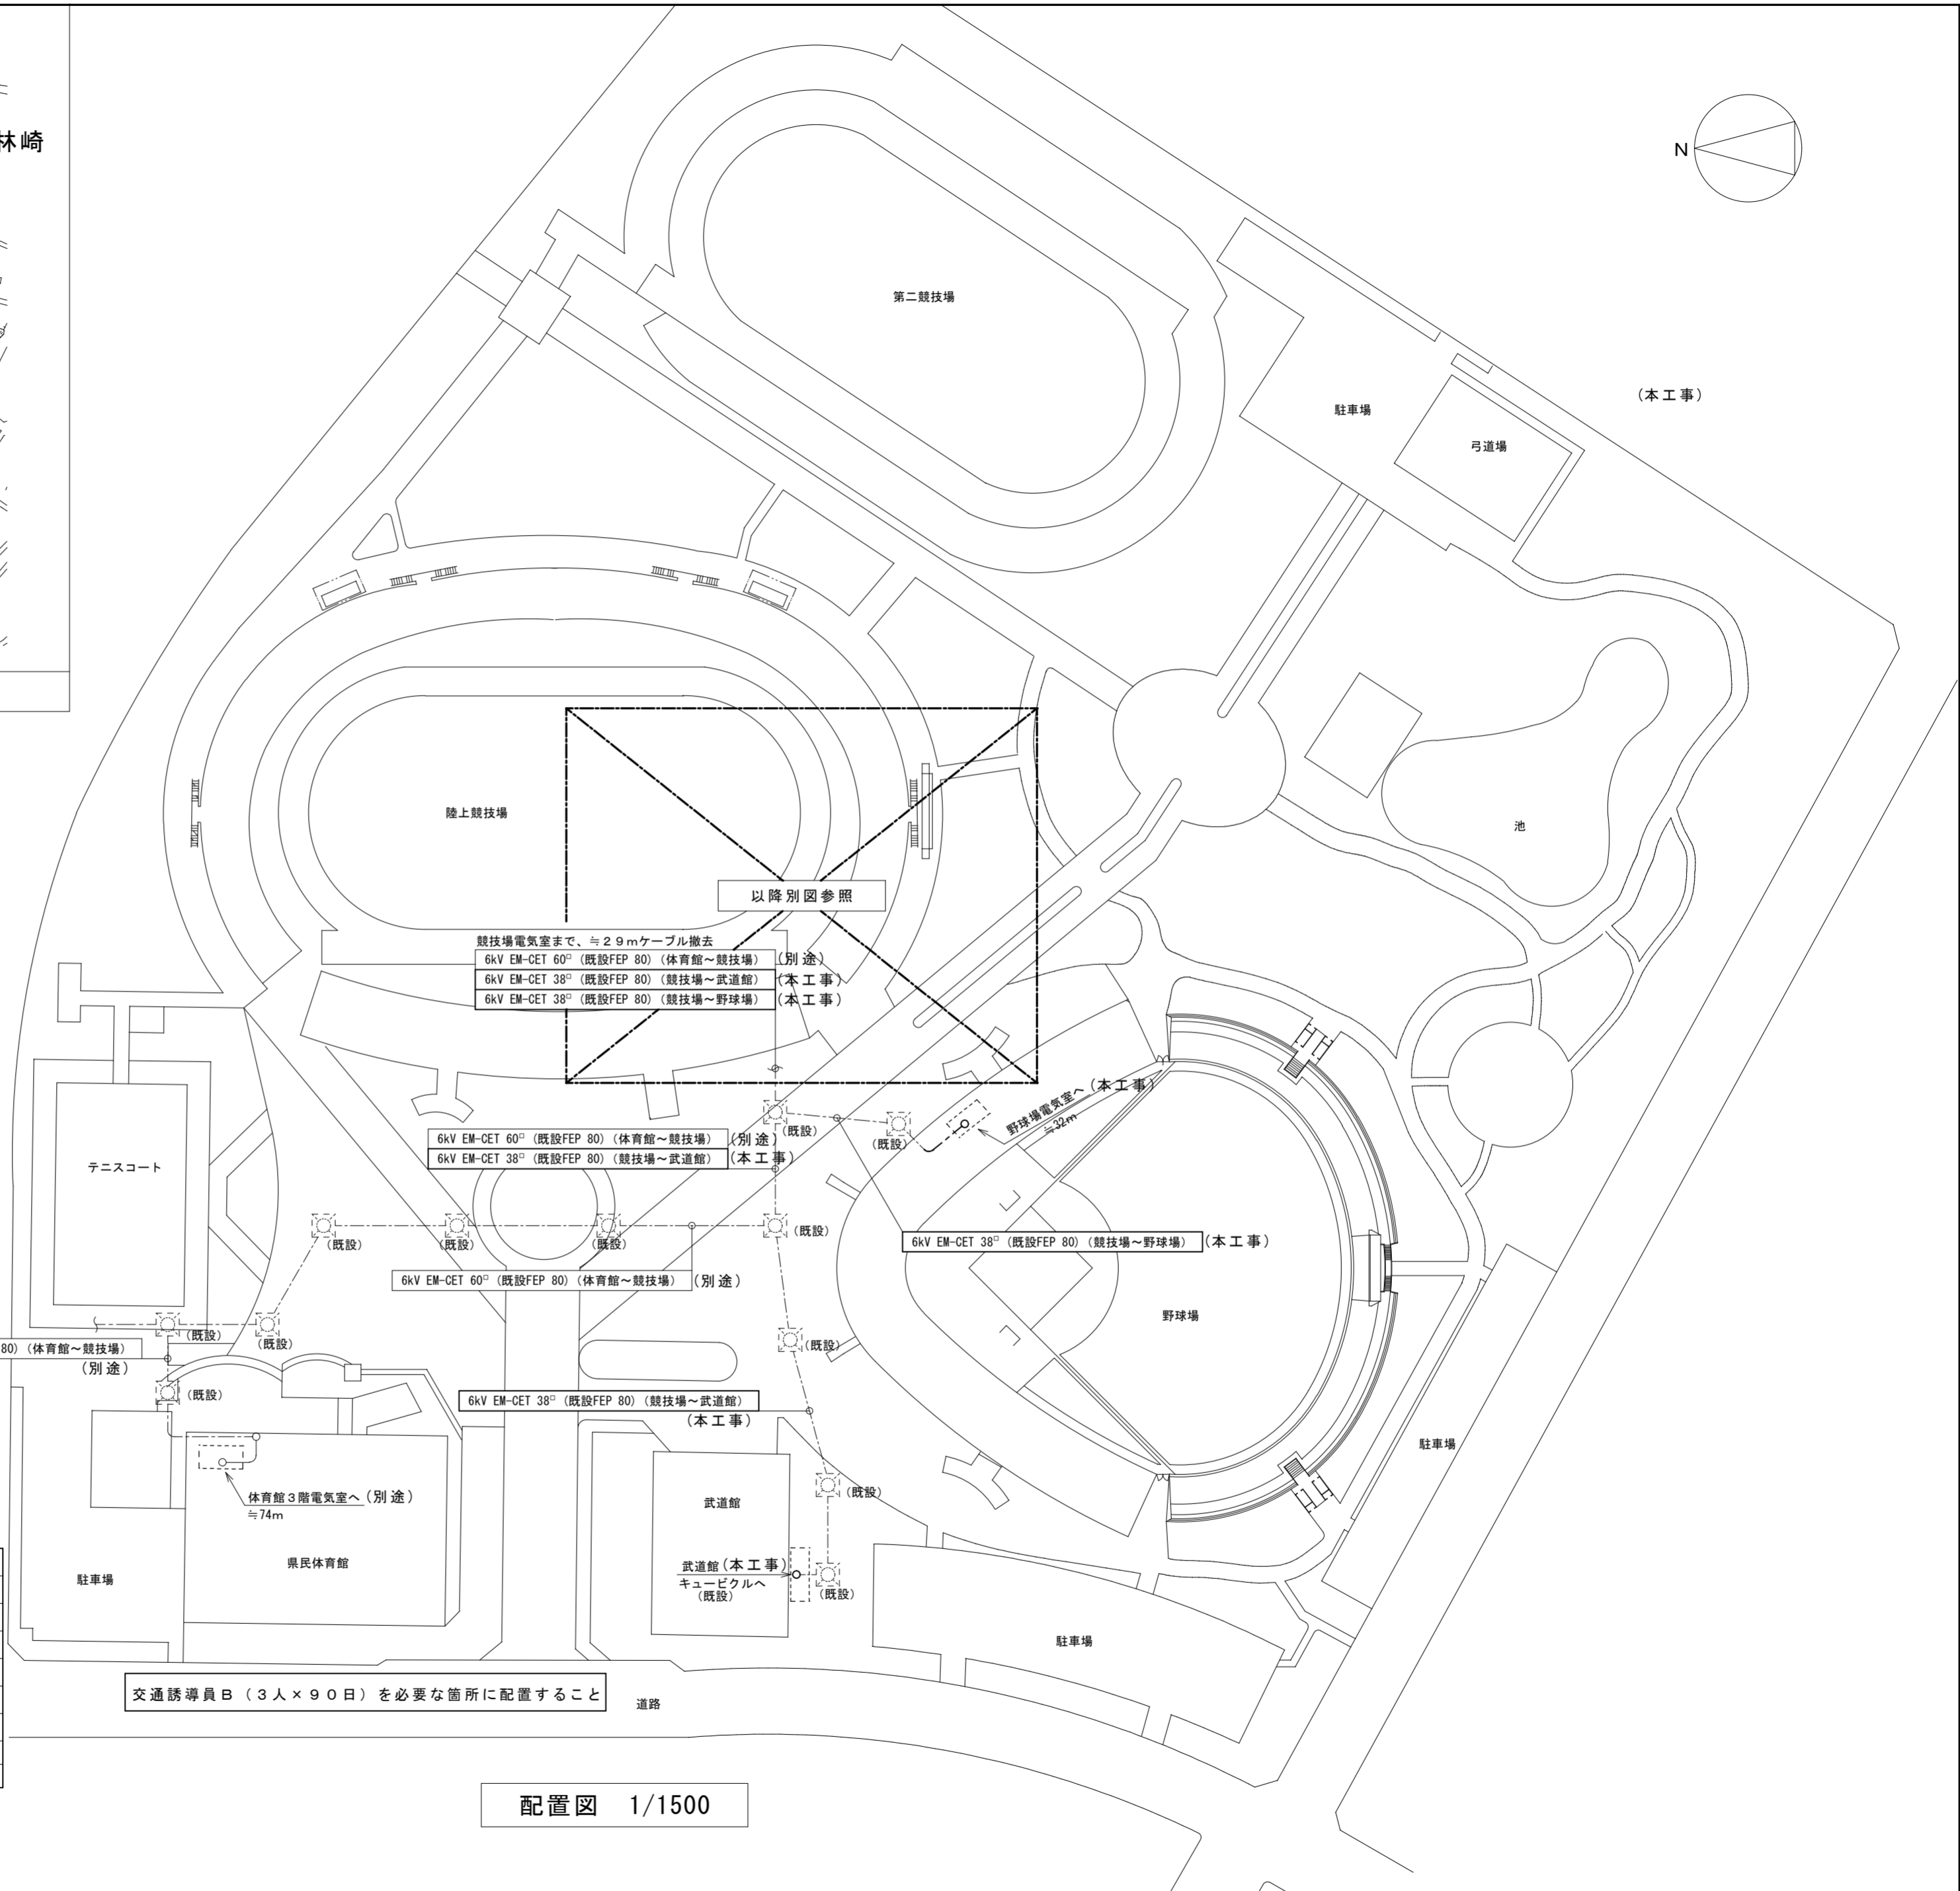 林崎
N
第二競技場
駐車場
(本工事)
弓道場
陸上競技場
池
以降別図参照
競技場電気室まで、≒29mケーブル撤去
6kV EM-CET 60□ (既設FEP 80) (体育館～競技場) (別途)
6kV EM-CET 38□ (既設FEP 80) (競技場～武道館) (本工事)
6kV EM-CET 38□ (既設FEP 80) (競技場～野球場) (本工事)
野球場電気室へ (本工事)
≒32m
(既設)
(既設)
6kV EM-CET 60□ (既設FEP 80) (体育館～競技場) (別途)
6kV EM-CET 38□ (既設FEP 80) (競技場～武道館) (本工事)
テニスコート
(既設)
(既設)
(既設)
(既設)
6kV EM-CET 38□ (既設FEP 80) (競技場～野球場) (本工事)
6kV EM-CET 60□ (既設FEP 80) (体育館～競技場) (別途)
野球場
(既設)
(既設)
(既設)
80) (体育館～競技場)
(別途)
(既設)
6kV EM-CET 38□ (既設FEP 80) (競技場～武道館)
(本工事)
駐車場
体育館3階電気室へ (別途)
≒74m
武道館
(既設)
県民体育館
駐車場
武道館 (本工事)
キュービクルへ
(既設)
(既設)
駐車場
交通誘導員B (3人×90日) を必要な箇所に配置すること
道路
配置図 1/1500